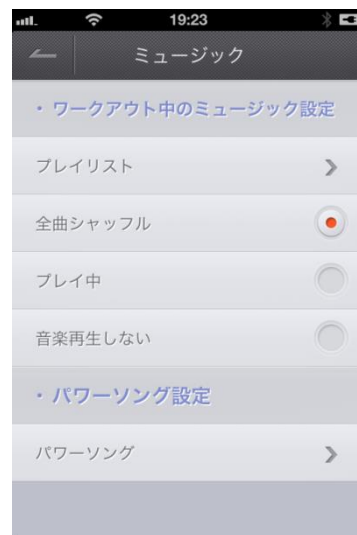 19:23
ミュージック
・ワークアウト中のミュージック設定
プレイリスト
全曲シャッフル
プレイ中
音楽再生しない
・パワーソング設定
パワーソング